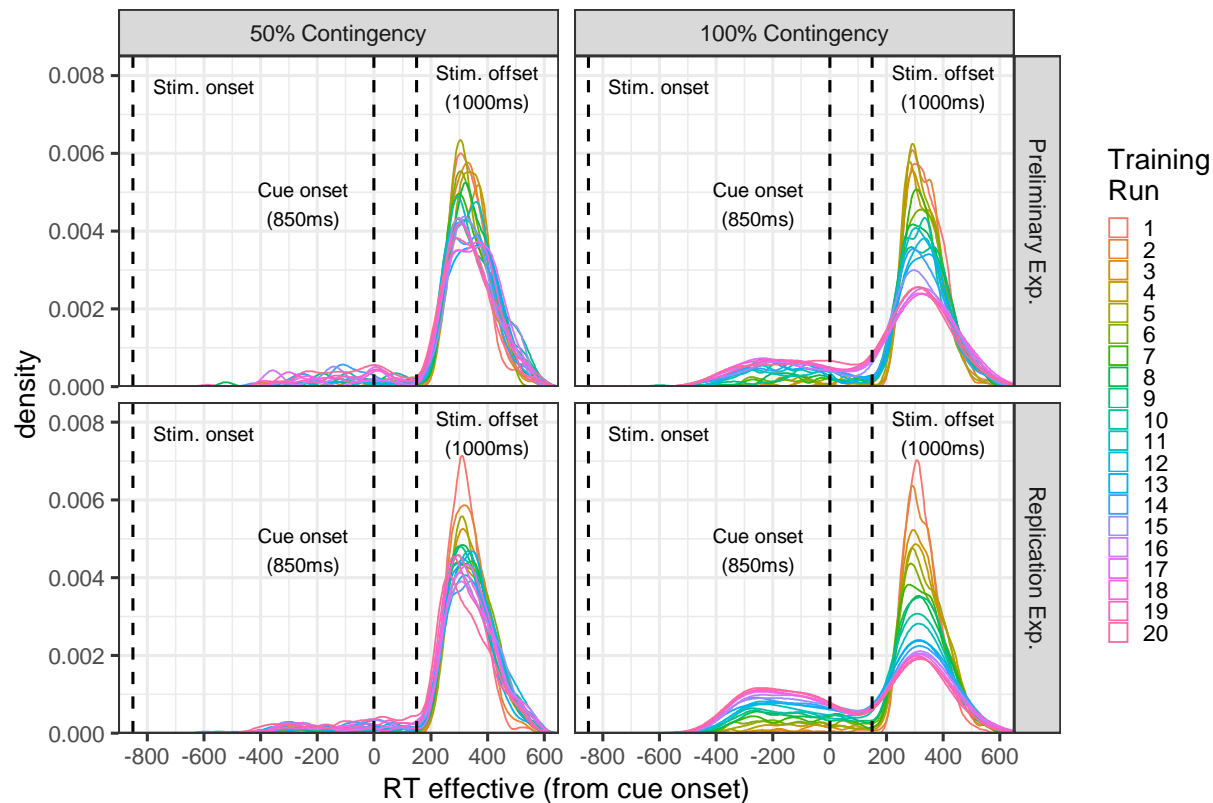 50% Contingency
100% Contingency
Stim. onset
Stim. offset
(1000ms)
Cue onset
(850ms)
Stim. onset
Stim. offset
(1000ms)
Cue onset
(850ms)
Preliminary Exp.
0.008
0.006
0.004
0.002
0.000
Stim. onset
Stim. offset
(1000ms)
Cue onset
(850ms)
Stim. onset
Stim. offset
(1000ms)
Cue onset
(850ms)
Replication Exp.
0.008
0.006
0.004
0.002
0.000
density
-800 -600 -400 -200 0 200 400 600
-800 -600 -400 -200 0 200 400 600
RT effective (from cue onset)
Training
Run
1
2
3
4
5
6
7
8
9
10
11
12
13
14
15
16
17
18
19
20